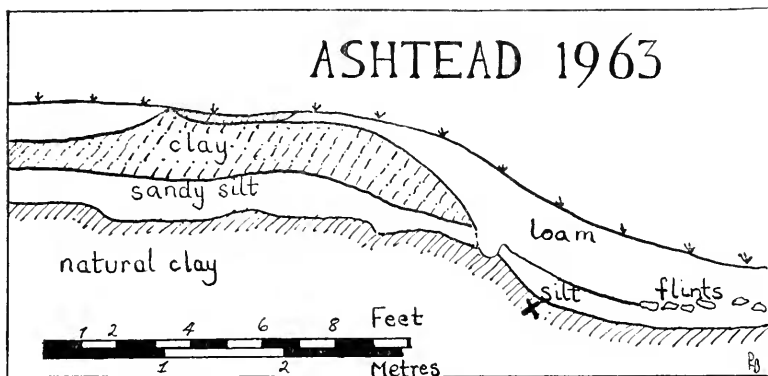 ASHTEAD 1963
clay
sandy silt
loam
natural clay
silt
flints
1 2 4 6 8 Feet
1 2 Metres